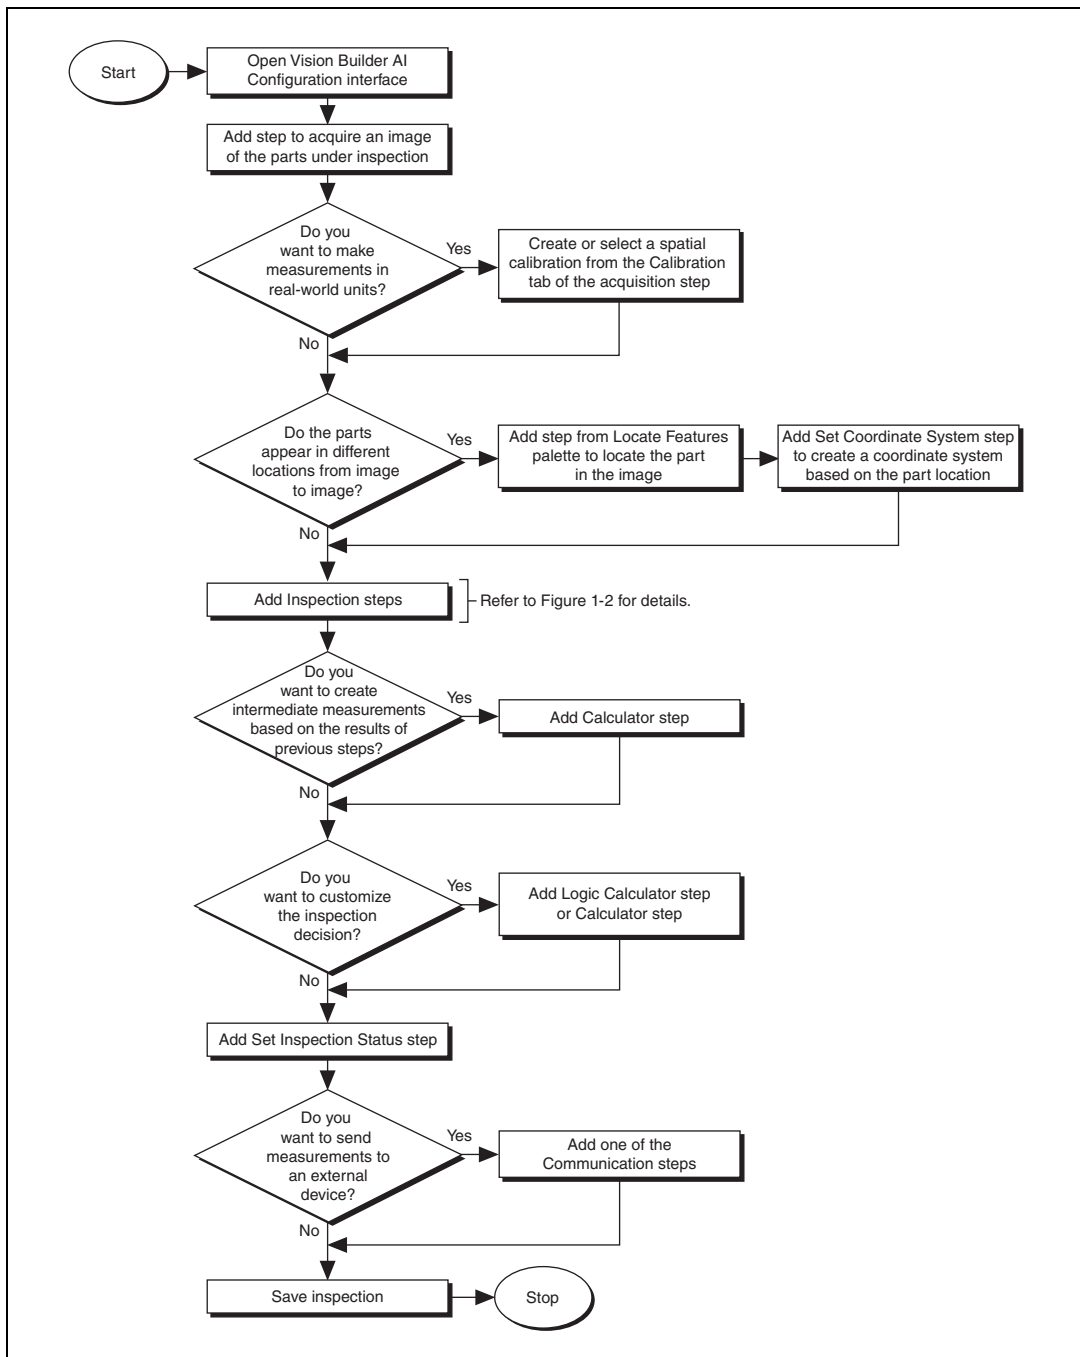 Start
Open Vision Builder AI
Configuration interface
Add step to acquire an image
of the parts under inspection
Do you
want to make
measurements in
real-world units?
Yes
Create or select a spatial
calibration from the Calibration
tab of the acquisition step
No
Do the parts
appear in different
locations from image
to image?
Yes
Add step from Locate Features
palette to locate the part
in the image
Add Set Coordinate System step
to create a coordinate system
based on the part location
No
Add Inspection steps
Refer to Figure 1-2 for details.
Do you
want to create
intermediate measurements
based on the results of
previous steps?
Yes
Add Calculator step
No
Do you
want to customize
the inspection
decision?
Yes
Add Logic Calculator step
or Calculator step
No
Add Set Inspection Status step
Do you
want to send
measurements to
an external
device?
Yes
Add one of the
Communication steps
No
Save inspection
Stop